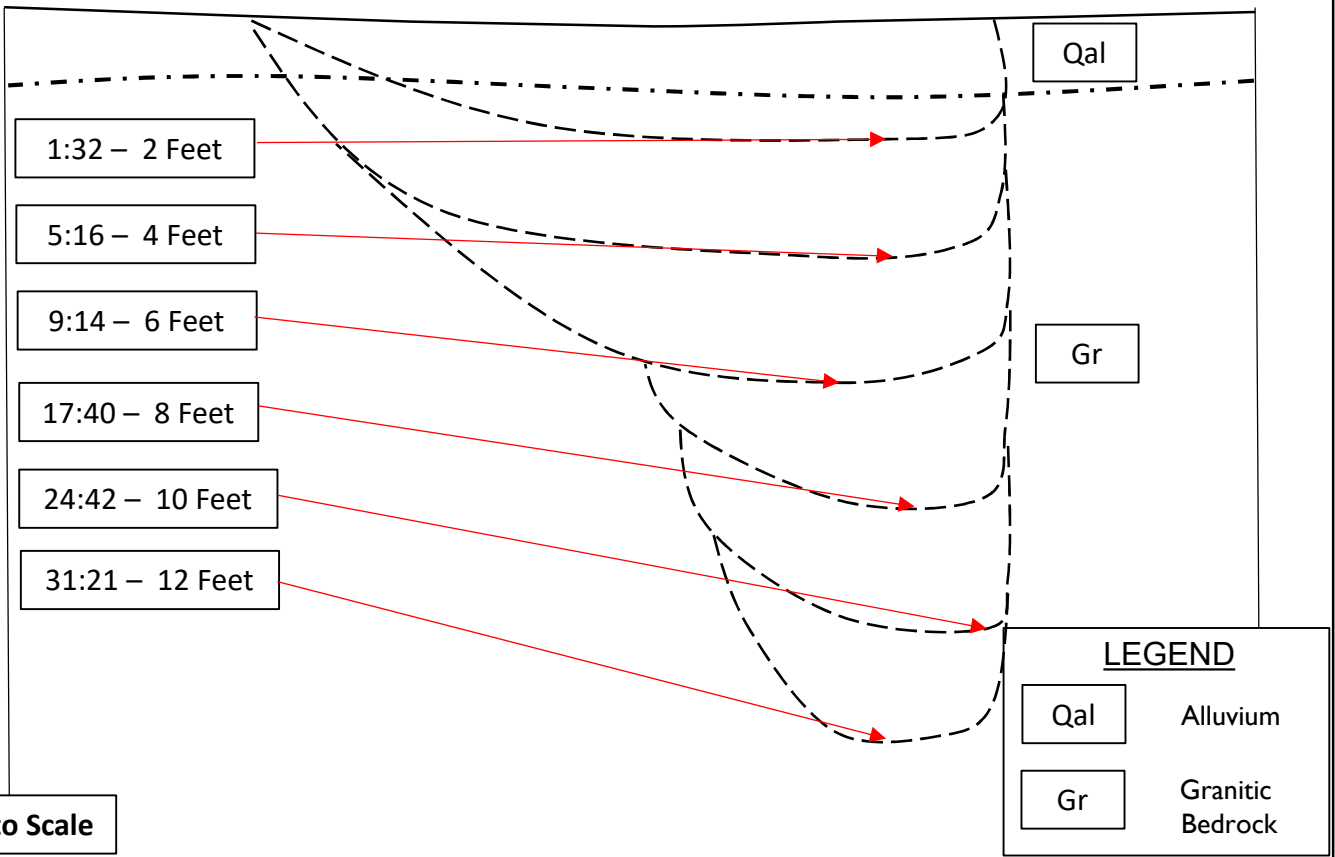 Qal
1:32 – 2 Feet
5:16 – 4 Feet
9:14 – 6 Feet
Gr
17:40 – 8 Feet
24:42 – 10 Feet
31:21 – 12 Feet
LEGEND
Qal Alluvium
Gr Granitic
Bedrock
to Scale